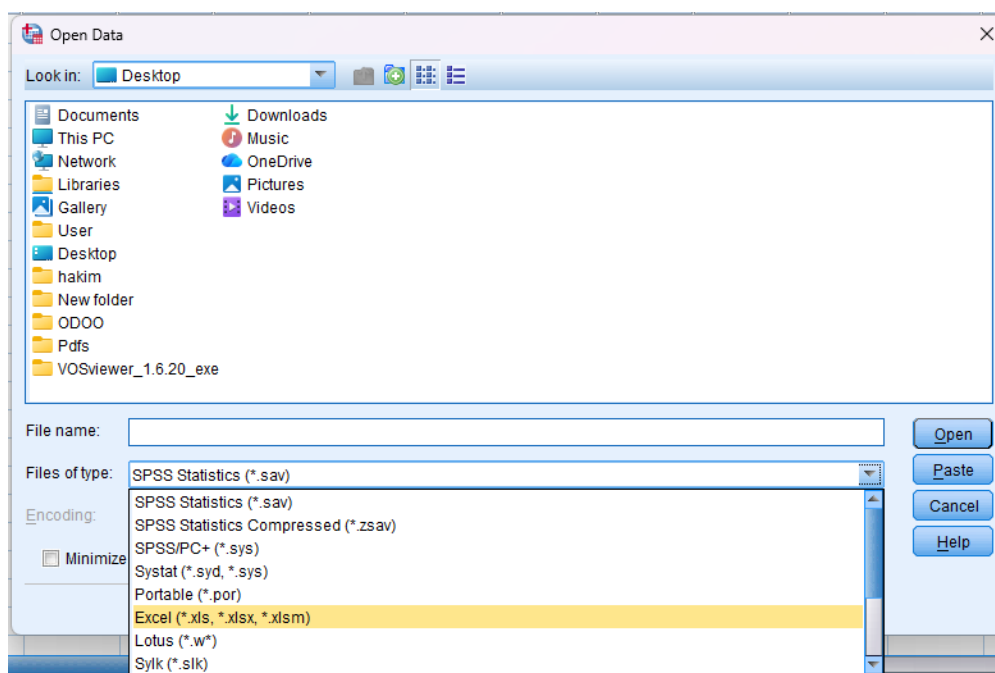 Open Data
Look in: Desktop
Documents
This PC
Network
Libraries
Gallery
User
Desktop
hakim
New folder
ODOO
Pdfs
VOSviewer_1.6.20_exe
Downloads
Music
OneDrive
Pictures
Videos
File name:
Open
Files of type: SPSS Statistics (*.sav)
Paste
SPSS Statistics (*.sav)
SPSS Statistics Compressed (*.zsav)
SPSS/PC+ (*.sys)
Systat (*.syd, *.sys)
Portable (*.por)
Excel (*.xls, *.xlsx, *.xlsm)
Lotus (*.w*)
Sylk (*.slk)
Encoding:
Cancel
Minimize
Help